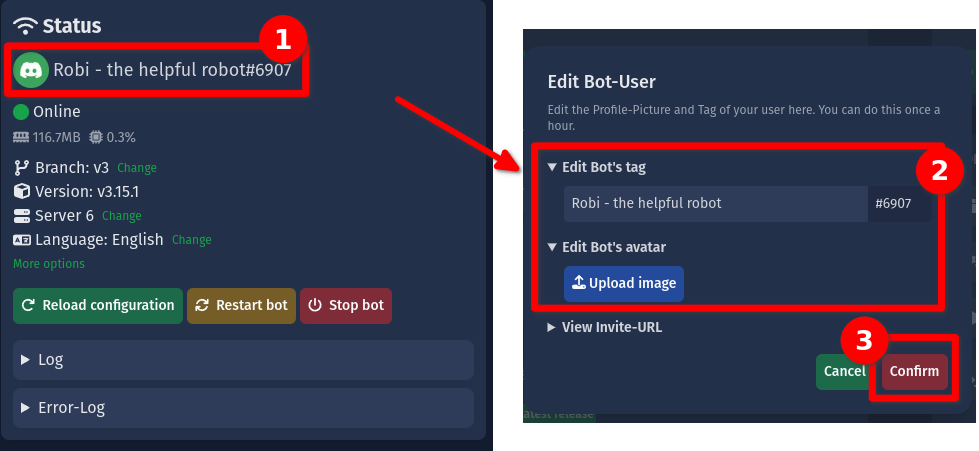 Status
1
Robi - the helpful robot#6907
Online
116.7MB 0.3%
Branch: v3 Change
Version: v3.15.1
Server 6 Change
Language: English Change
More options
Reload configuration Restart bot Stop bot
Log
Error-Log
Edit Bot-User
Edit the Profile-Picture and Tag of your user here. You can do this once a
hour.
2
Edit Bot's tag
Robi - the helpful robot #6907
Edit Bot's avatar
Upload image
View Invite-URL
3
Cancel Confirm
atest release